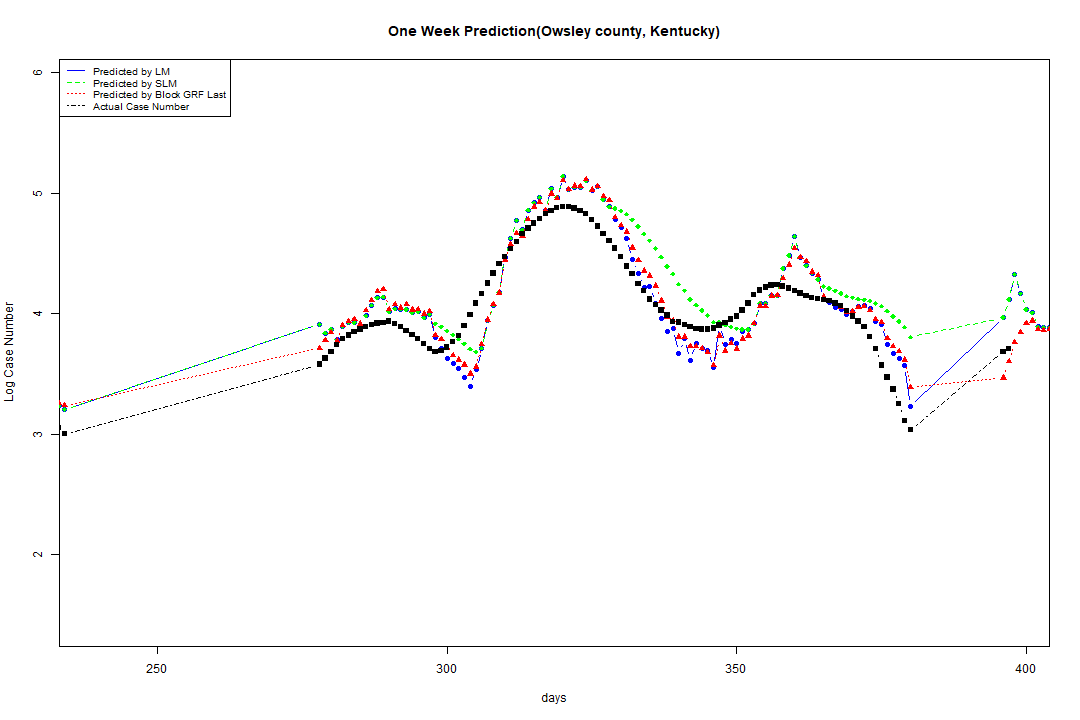 One Week Prediction(Owsley county, Kentucky)
Predicted by LM
Predicted by SLM
Predicted by Block GRF Last
Actual Case Number
6
5
4
3
2
Log Case Number
250 300 350 400
days